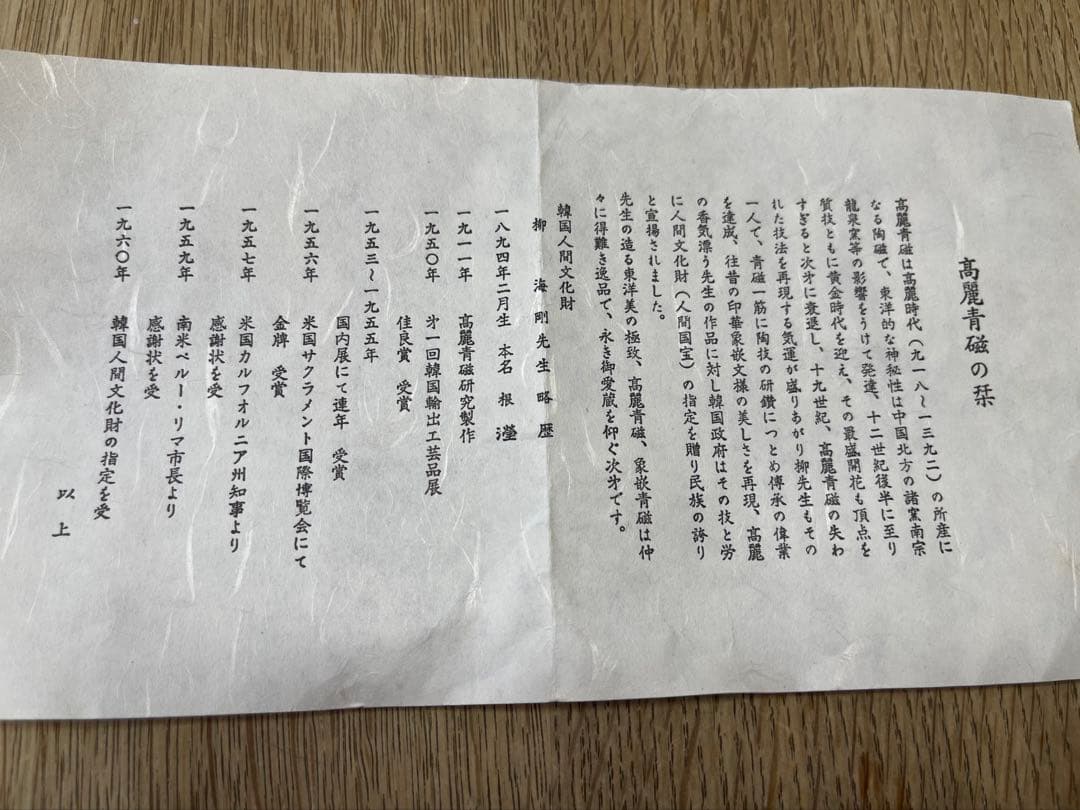 高麗青磁の栞
高麗青磁は高麗時代(九一八〜一三九二)の所産に
なる陶磁で、東洋的な神秘性は中国北方の諸窯南宗
龍泉窯等の影響をうけて発達、十二世紀後半に至り
質技ともに黄金時代を迎え、その最盛開花も頂点を
すぎると次才に衰退し、十九世紀、高麗青磁の失わ
れた技法を再現する気運が盛りあがり柳先生もその
一人で、青磁一筋に陶技の研鑽につとめ傳承の偉業
を達成、往昔の印華象嵌文様の美しさを再現、高麗
の香気漂う先生の作品に対し韓国政府はその技と労
に人間文化財(人間国宝)の指定を贈り民族の誇り
と宣揚されました。
先生の造る東洋美の極致、高麗青磁、象嵌青磁は仲
々に得難き逸品で、永き御愛蔵を仰ぐ次才です。
韓国人間文化財
柳海剛先生略歴
一八九四年二月生 本名 根瀅
一九一一年 高麗青磁研究製作
一九五〇年 才一回韓国輸出工芸品展
佳良賞 受賞
一九五三〜一九五五年
国内展にて連年 受賞
一九五六年 米国サクラメント国際博覧会にて
金牌 受賞
一九五七年 米国カルフオルニア州知事より
感謝状を受
一九五九年 南米ペルー・リマ市長より
感謝状を受
一九六〇年 韓国人間文化財の指定を受
以上